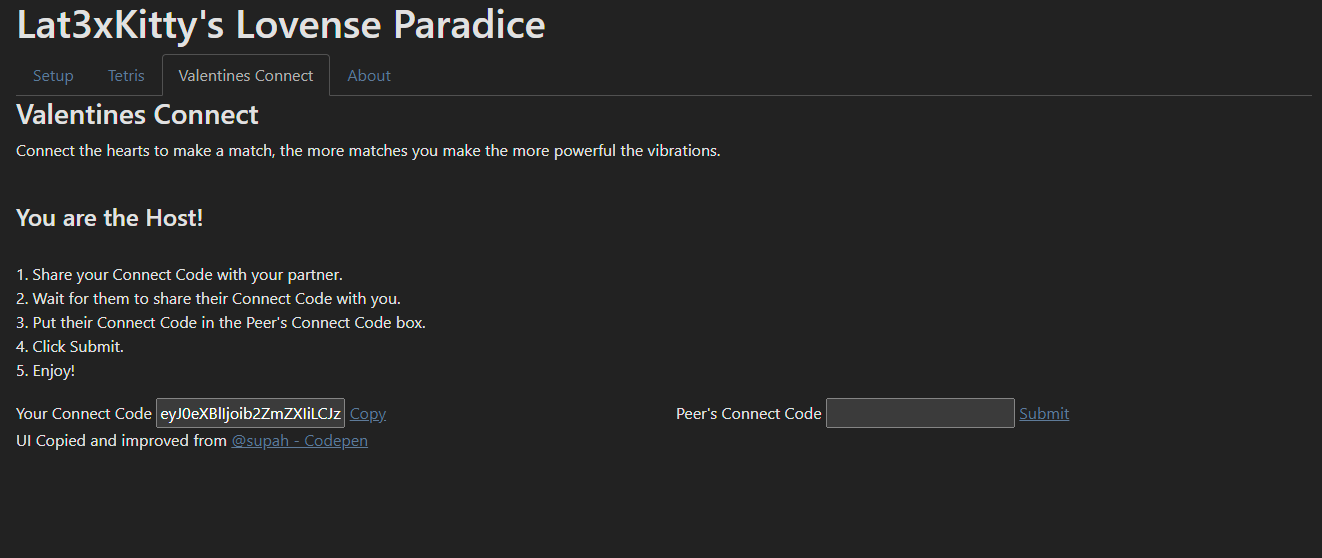 Lat3xKitty's Lovense Paradice
Setup Tetris Valentines Connect About
Valentines Connect
Connect the hearts to make a match, the more matches you make the more powerful the vibrations.
You are the Host!
1. Share your Connect Code with your partner.
2. Wait for them to share their Connect Code with you.
3. Put their Connect Code in the Peer's Connect Code box.
4. Click Submit.
5. Enjoy!
Your Connect Code eyJ0eXBlIjoib2ZmZXIiLCJz Copy Peer's Connect Code Submit
UI Copied and improved from @supah - Codepen